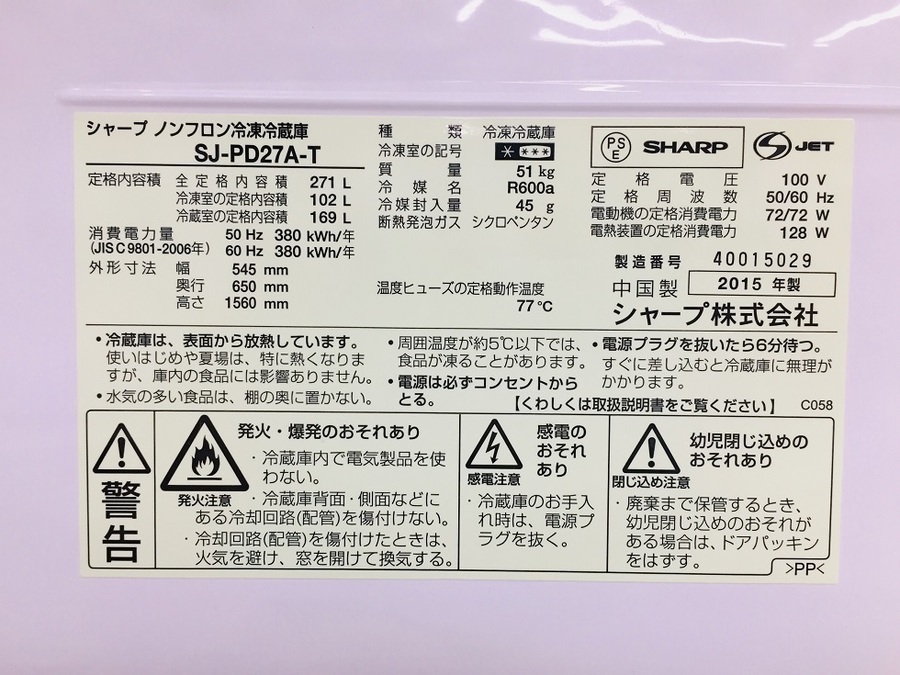 シャープ ノンフロン冷凍冷蔵庫
SJ-PD27A-T
定格内容積 全定格内容積 271 L
冷凍室の定格内容積 102 L
冷蔵室の定格内容積 169 L
消費電力量 50 Hz 380 kWh/年
(JIS C 9801-2006年) 60 Hz 380 kWh/年
外形寸法 幅 545 mm
奥行 650 mm
高さ 1560 mm
種類 冷凍冷蔵庫
冷凍室の記号
質量 51 kg
冷媒名 R600a
冷媒封入量 45 g
断熱発泡ガス シクロペンタン
温度ヒューズの定格動作温度
77℃
PS
E
SHARP
S JET
定格電圧 100 V
定格周波数 50/60 Hz
電動機の定格消費電力 72/72 W
電熱装置の定格消費電力 128 W
製造番号 40015029
中国製 2015 年製
シャープ株式会社
・冷蔵庫は、表面から放熱しています。
使いはじめや夏場は、特に熱くなりま
すが、庫内の食品には影響ありません。
・水気の多い食品は、棚の奥に置かない。
・周囲温度が約5℃以下では、
食品が凍ることがあります。
・電源は必ずコンセントから
とる。
・電源プラグを抜いたら6分待つ。
すぐに差し込むと冷蔵庫に無理が
かかります。
【くわしくは取扱説明書をご覧ください】 C058
警告
発火・爆発のおそれあり
発火注意
・冷蔵庫内で電気製品を使
わない。
・冷蔵庫背面・側面などに
ある冷却回路(配管)を傷付けない。
・冷却回路(配管)を傷付けたときは、
火気を避け、窓を開けて換気する。
感電の
おそれ
あり
感電注意
・冷蔵庫のお手入
れ時は、電源プ
ラグを抜く。
幼児閉じ込めの
おそれあり
閉じ込め注意
・廃棄まで保管するとき、
幼児閉じ込めのおそれが
ある場合は、ドアパッキン
をはずす。
>PP<